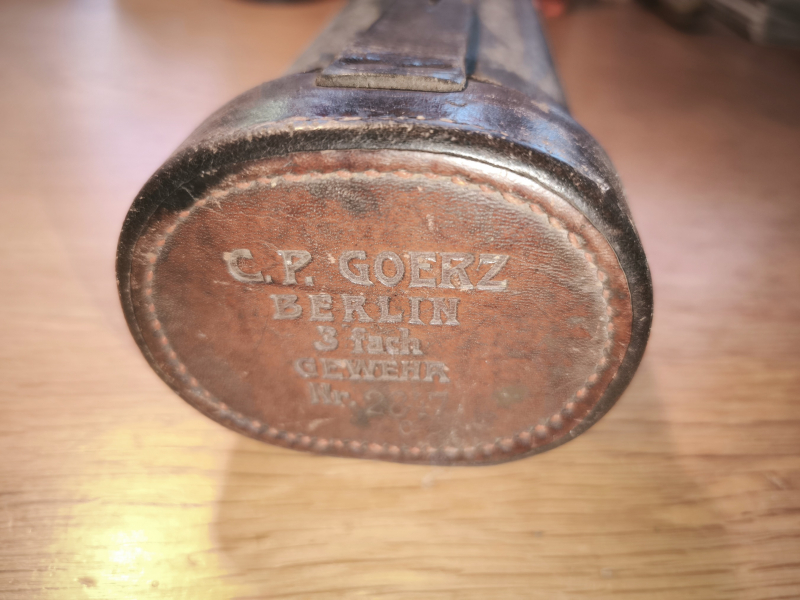 C.P. GOERZ
BERLIN
3 fach
GEWEHR
Nr.